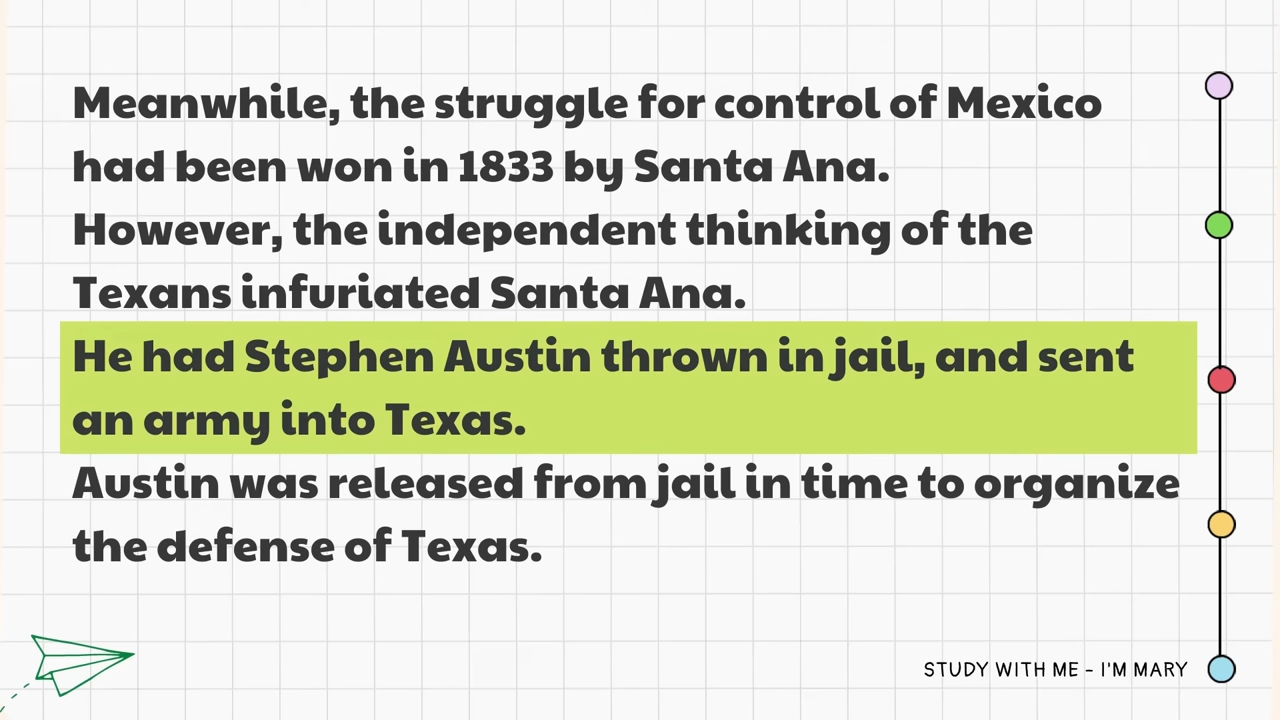 Meanwhile, the struggle for control of Mexico
had been won in 1833 by Santa Ana.
However, the independent thinking of the
Texans infuriated Santa Ana.
He had Stephen Austin thrown in jail, and sent
an army into Texas.
Austin was released from jail in time to organize
the defense of Texas.
STUDY WITH ME - I'M MARY